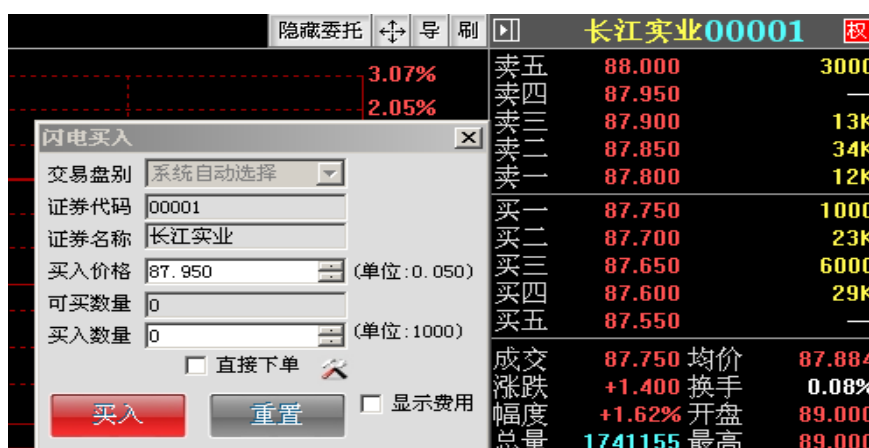 隐藏委托 导 刷 长江实业00001 权
3.07%
2.05%
卖五 88.000 3000
卖四 87.950 —
卖三 87.900 13K
卖二 87.850 34K
卖一 87.800 12K
买一 87.750 1000
买二 87.700 23K
买三 87.650 6000
买四 87.600 29K
买五 87.550 —
成交 87.750 均价 87.884
涨跌 +1.400 换手 0.08%
幅度 +1.62% 开盘 89.000
总量 1741155 最高 89.000
闪电买入
交易盘别 系统自动选择
证券代码 00001
证券名称 长江实业
买入价格 87.950 (单位:0.050)
可买数量 0
买入数量 0 (单位:1000)
直接下单
买入 重置 显示费用